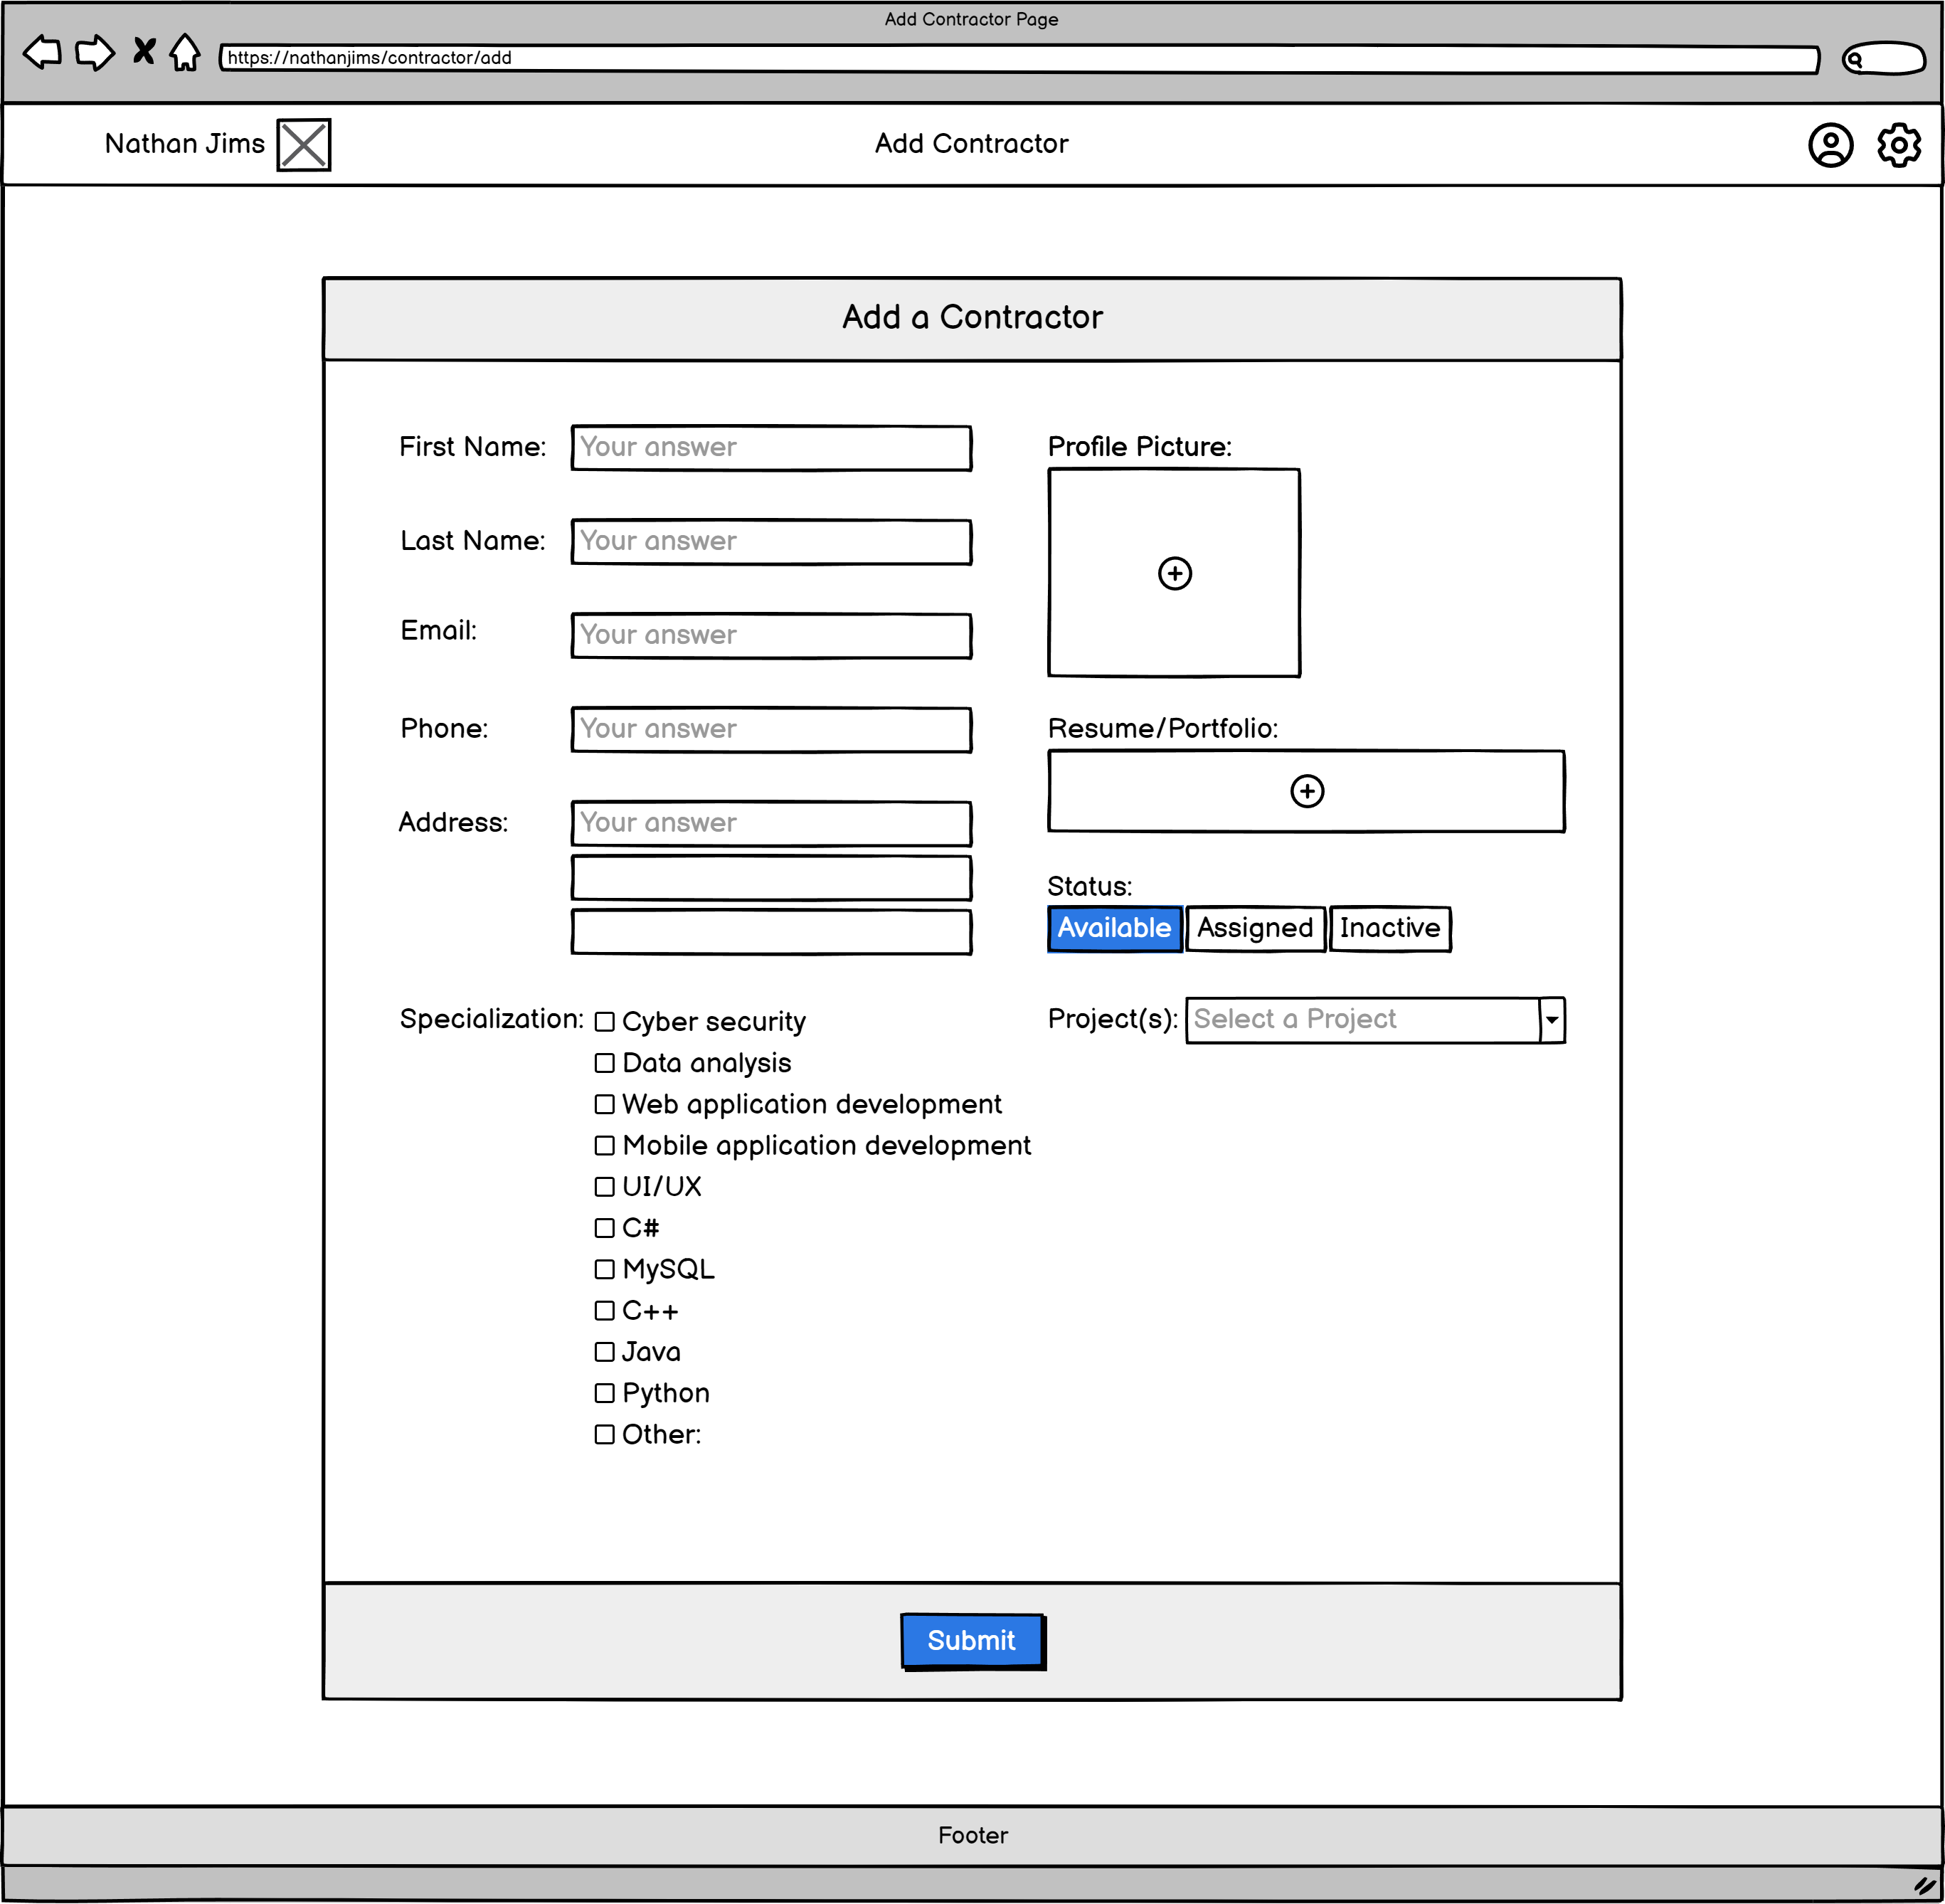 Add Contractor Page
https://nathanjims/contractor/add
Nathan Jims
Add Contractor
Add a Contractor
First Name:
Your answer
Last Name:
Your answer
Email:
Your answer
Phone:
Your answer
Address:
Your answer
Specialization:
Cyber security
Data analysis
Web application development
Mobile application development
UI/UX
C#
MySQL
C++
Java
Python
Other:
Profile Picture:
Resume/Portfolio:
Status:
Available
Assigned
Inactive
Project(s):
Select a Project
Submit
Footer